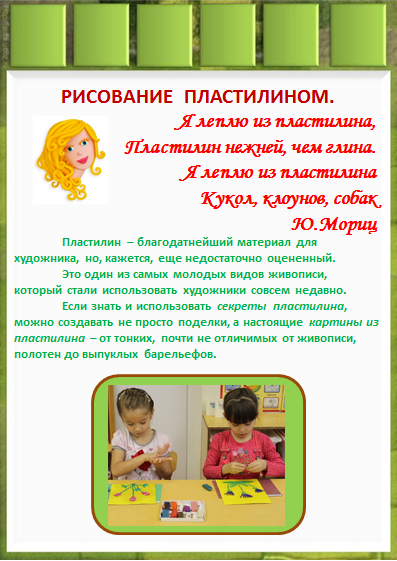 РИСОВАНИЕ ПЛАСТИЛИНОМ.
Я леплю из пластилина,
Пластилин нежней, чем глина.
Я леплю из пластилина
Кукол, клоунов, собак
Ю.Мориц
Пластилин – благодатнейший материал для
художника, но, кажется, еще недостаточно оцененный.
Это один из самых молодых видов живописи,
который стали использовать художники совсем недавно.
Если знать и использовать секреты пластилина,
можно создавать не просто поделки, а настоящие картины из
пластилина – от тонких, почти не отличимых от живописи,
полотен до выпуклых барельефов.